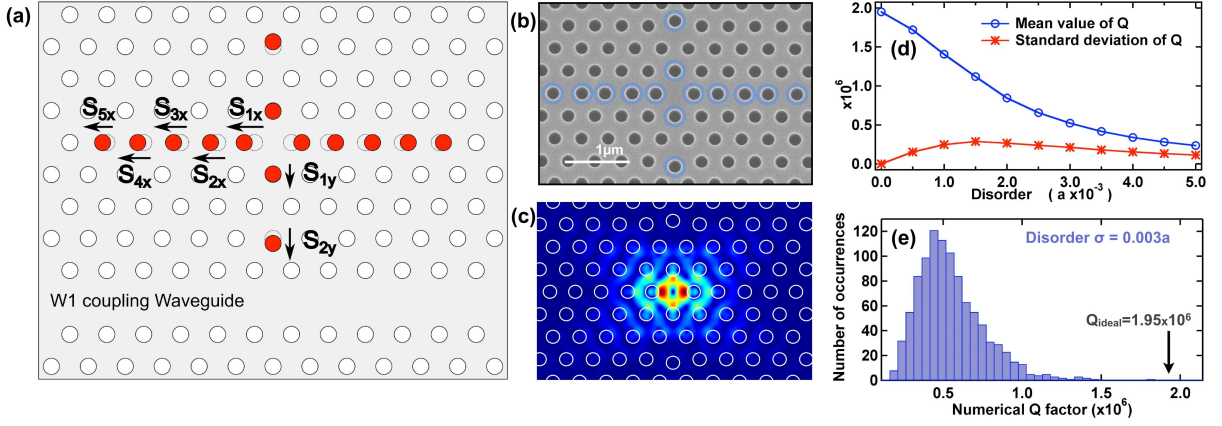 (a)
S5x
S3x
S1x
S4x
S2x
S1y
S2y
W1 coupling Waveguide
(b)
1μm
(c)
2.0
1.5
1.0
0.5
0.0
x10^6
Mean value of Q
Standard deviation of Q
(d)
0.0 1.0 2.0 3.0 4.0 5.0
Disorder ( a x10^-3)
(e)
Disorder σ = 0.003a
Qideal=1.95x10^6
120
100
80
60
40
20
0
Number of occurrences
0.5 1.0 1.5 2.0
Numerical Q factor (x10^6)